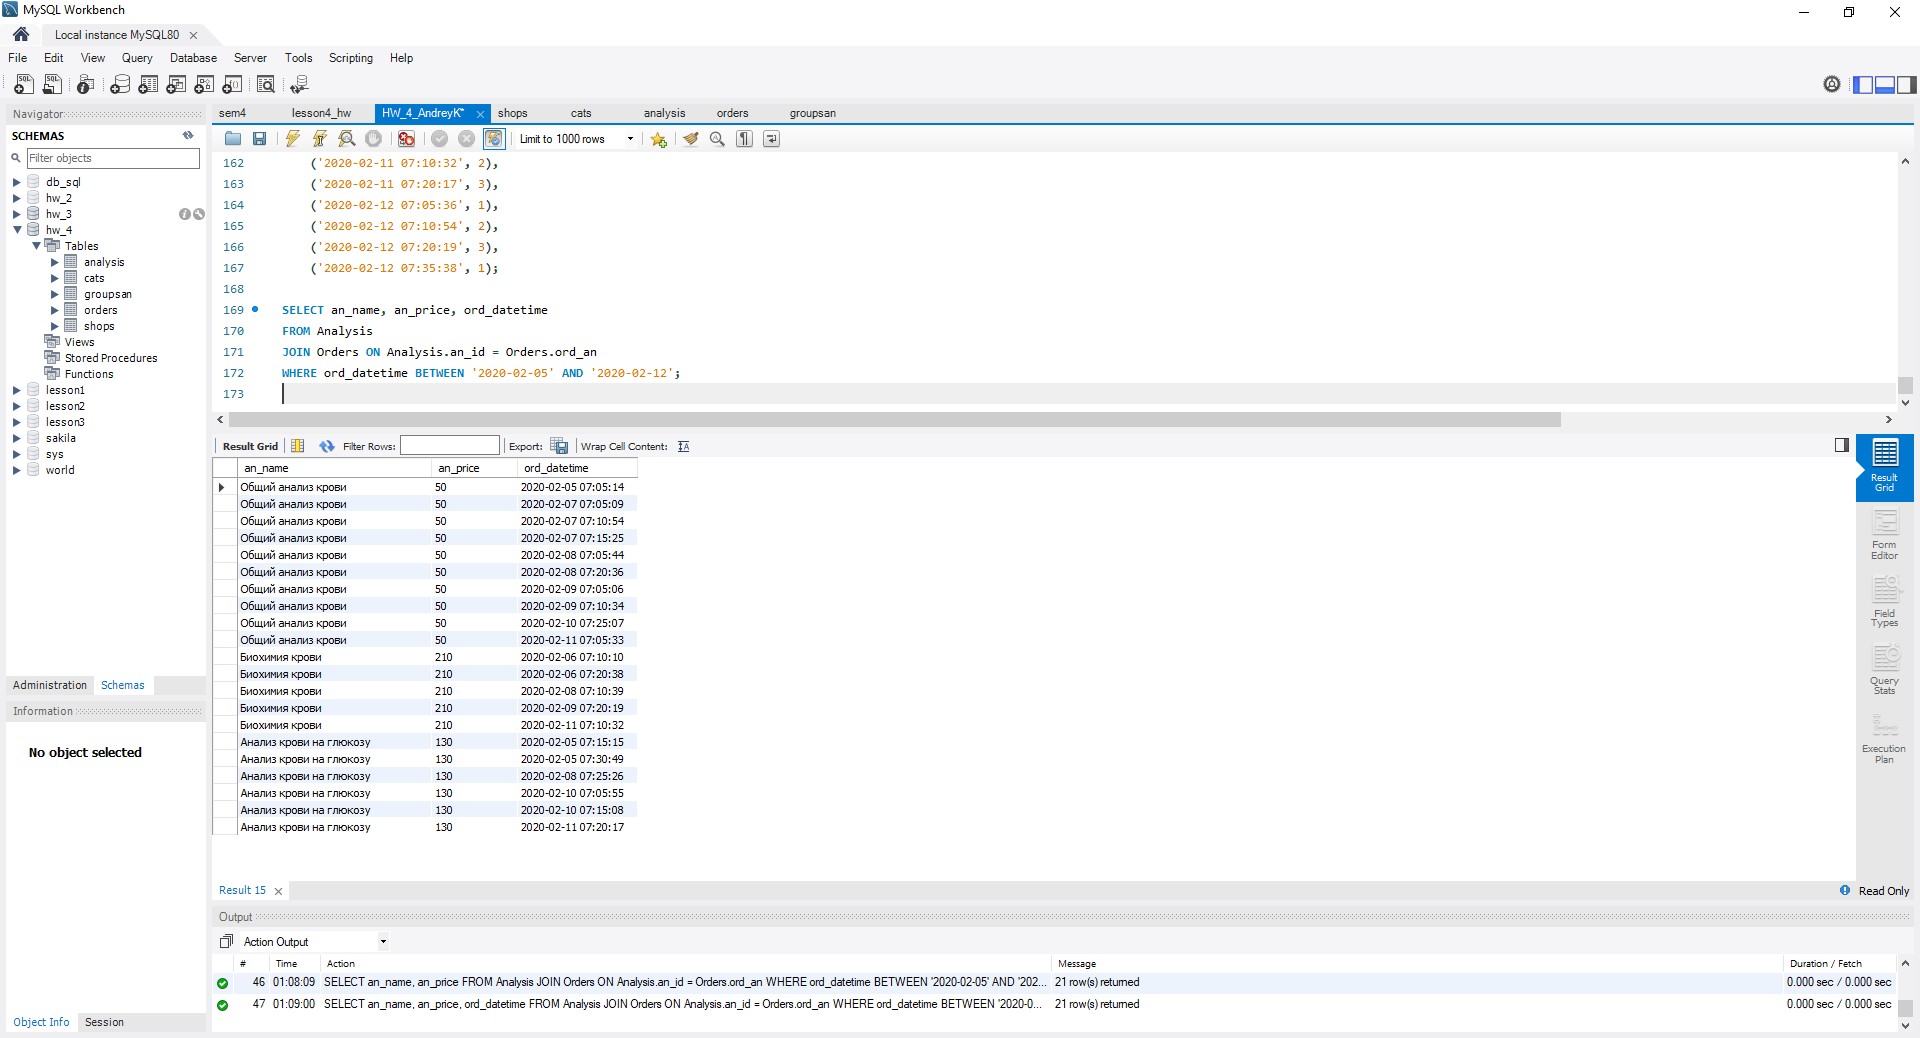 MySQL Workbench
Local instance MySQL80
File Edit View Query Database Server Tools Scripting Help
Navigator
SCHEMAS
Filter objects
db_sql
hw_2
hw_3
hw_4
Tables
analysis
cats
groupsan
orders
shops
Views
Stored Procedures
Functions
lesson1
lesson2
lesson3
sakila
sys
world
Administration Schemas
Information
No object selected
Object Info Session
sem4 lesson4_hw HW_4_AndreyK* shops cats analysis orders groupsan
Limit to 1000 rows
162 ('2020-02-11 07:10:32', 2),
163 ('2020-02-11 07:20:17', 3),
164 ('2020-02-12 07:05:36', 1),
165 ('2020-02-12 07:10:54', 2),
166 ('2020-02-12 07:20:19', 3),
167 ('2020-02-12 07:35:38', 1);
168
169 SELECT an_name, an_price, ord_datetime
170 FROM Analysis
171 JOIN Orders ON Analysis.an_id = Orders.ord_an
172 WHERE ord_datetime BETWEEN '2020-02-05' AND '2020-02-12';
173
Result Grid Filter Rows: Export: Wrap Cell Content:
an_name an_price ord_datetime
Общий анализ крови 50 2020-02-05 07:05:14
Общий анализ крови 50 2020-02-07 07:05:09
Общий анализ крови 50 2020-02-07 07:10:54
Общий анализ крови 50 2020-02-07 07:15:25
Общий анализ крови 50 2020-02-08 07:05:44
Общий анализ крови 50 2020-02-08 07:20:36
Общий анализ крови 50 2020-02-09 07:05:06
Общий анализ крови 50 2020-02-09 07:10:34
Общий анализ крови 50 2020-02-10 07:25:07
Общий анализ крови 50 2020-02-11 07:05:33
Биохимия крови 210 2020-02-06 07:10:10
Биохимия крови 210 2020-02-06 07:20:38
Биохимия крови 210 2020-02-08 07:10:39
Биохимия крови 210 2020-02-09 07:20:19
Биохимия крови 210 2020-02-11 07:10:32
Анализ крови на глюкозу 130 2020-02-05 07:15:15
Анализ крови на глюкозу 130 2020-02-05 07:30:49
Анализ крови на глюкозу 130 2020-02-08 07:25:26
Анализ крови на глюкозу 130 2020-02-10 07:05:55
Анализ крови на глюкозу 130 2020-02-10 07:15:08
Анализ крови на глюкозу 130 2020-02-11 07:20:17
Result
Grid
Form
Editor
Field
Types
Query
Stats
Execution
Plan
Result 15 Read Only
Output
Action Output
# Time Action Message Duration / Fetch
46 01:08:09 SELECT an_name, an_price FROM Analysis JOIN Orders ON Analysis.an_id = Orders.ord_an WHERE ord_datetime BETWEEN '2020-02-05' AND '202... 21 row(s) returned 0.000 sec / 0.000 sec
47 01:09:00 SELECT an_name, an_price, ord_datetime FROM Analysis JOIN Orders ON Analysis.an_id = Orders.ord_an WHERE ord_datetime BETWEEN '2020-0... 21 row(s) returned 0.000 sec / 0.000 sec